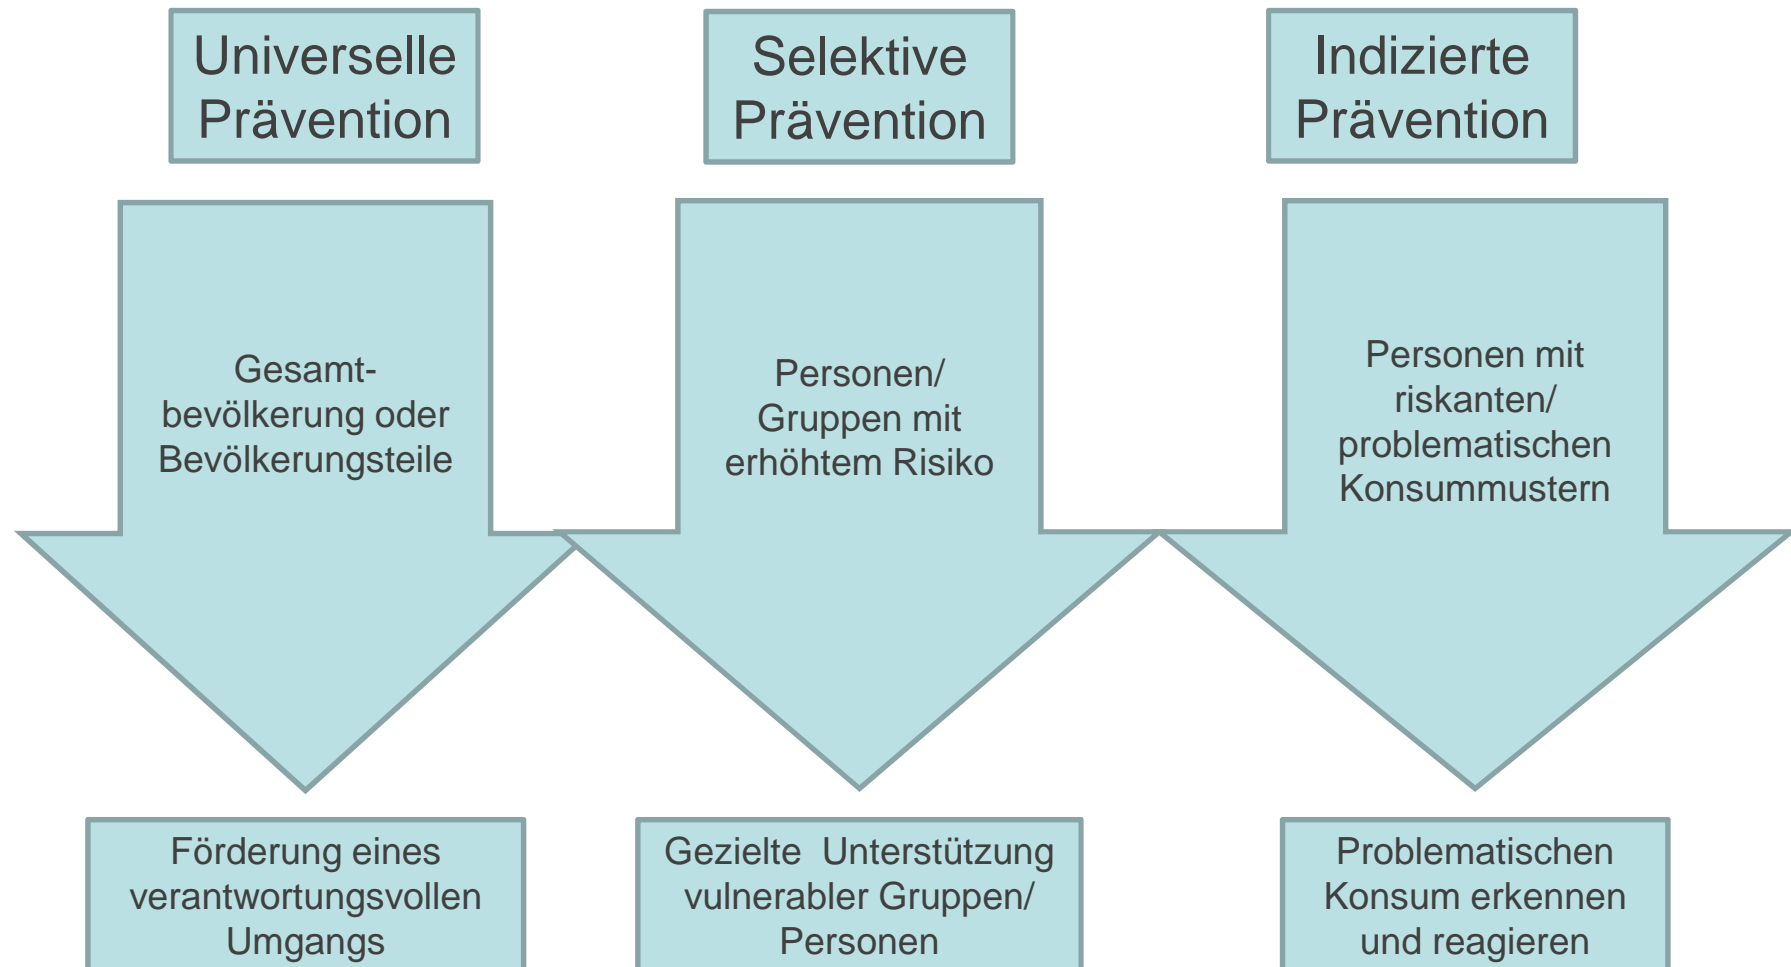 Universelle
Prävention
Selektive
Prävention
Indizierte
Prävention
Gesamt-
bevölkerung oder
Bevölkerungsteile
Personen/
Gruppen mit
erhöhtem Risiko
Personen mit
riskanten/
problematischen
Konsummustern
Förderung eines
verantwortungsvollen
Umgangs
Gezielte Unterstützung
vulnerabler Gruppen/
Personen
Problematischen
Konsum erkennen
und reagieren